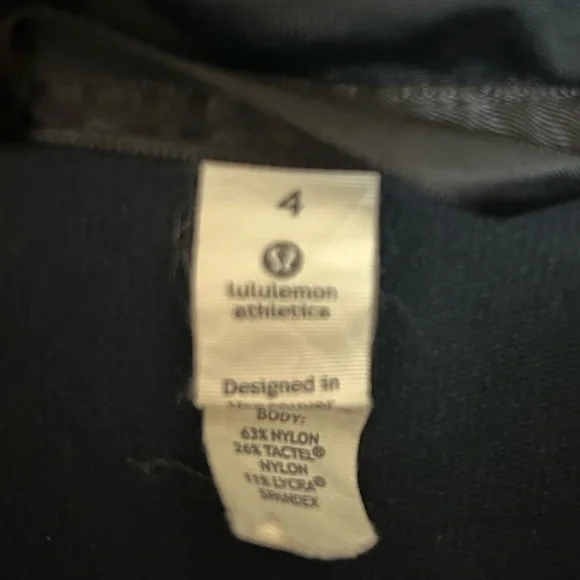 4
lululemon
athletica
Designed in
BODY:
63% NYLON
26% TACTEL®
NYLON
11% LYCRA®
SPANDEX